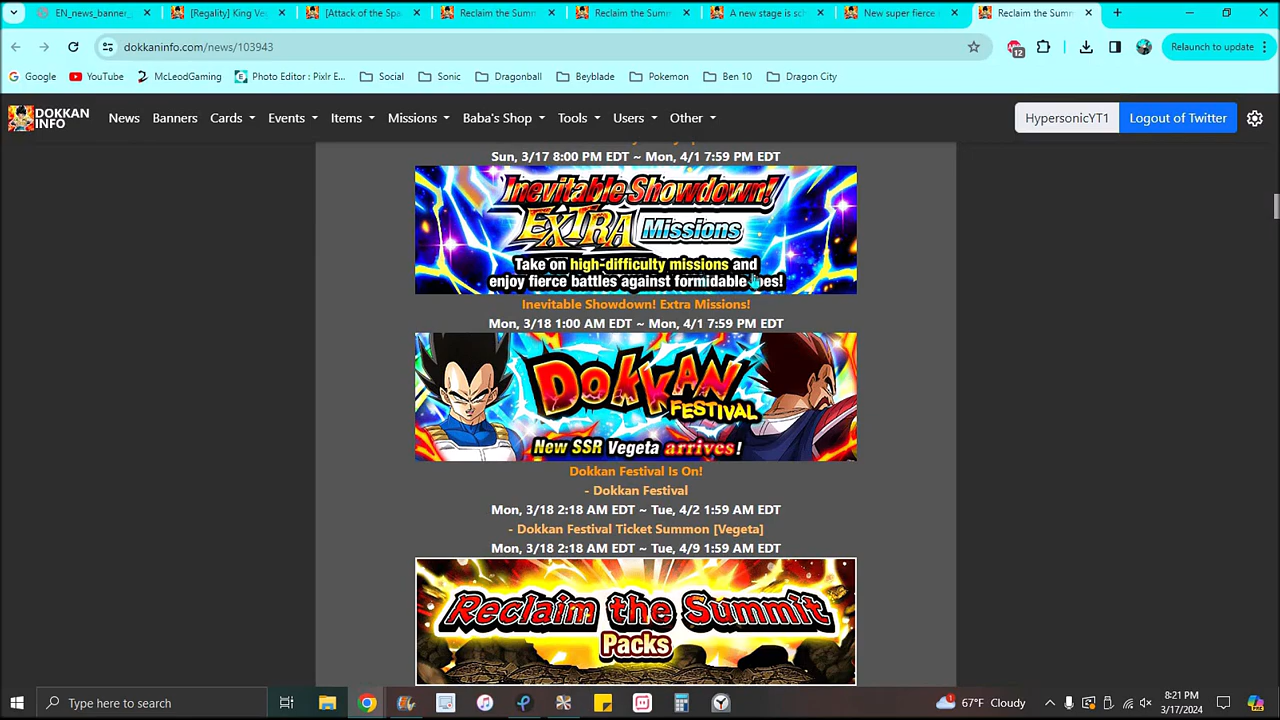 EN_news_banner_
[Regality] King Ve
[Attack of the Spa
Reclaim the Summ
Reclaim the Summ
A new stage is sch
New super fierce
Reclaim the Summ
dokkaninfo.com/news/103943
12
Relaunch to update
Google
YouTube
McLeodGaming
Photo Editor : Pixlr E...
Social
Sonic
Dragonball
Beyblade
Pokemon
Ben 10
Dragon City
DOKKAN
INFO
News
Banners
Cards
Events
Items
Missions
Baba's Shop
Tools
Users
Other
HypersonicYT1
Logout of Twitter
Sun, 3/17 8:00 PM EDT ~ Mon, 4/1 7:59 PM EDT
Inevitable Showdown!
EXTRA Missions
Take on high-difficulty missions and
enjoy fierce battles against formidable foes!
Inevitable Showdown! Extra Missions!
Mon, 3/18 1:00 AM EDT ~ Mon, 4/1 7:59 PM EDT
DOKKAN
FESTIVAL
New SSR Vegeta arrives!
Dokkan Festival Is On!
- Dokkan Festival
Mon, 3/18 2:18 AM EDT ~ Tue, 4/2 1:59 AM EDT
- Dokkan Festival Ticket Summon [Vegeta]
Mon, 3/18 2:18 AM EDT ~ Tue, 4/9 1:59 AM EDT
Reclaim the Summit
Packs
Type here to search
1
67°F Cloudy
8:21 PM
3/17/2024